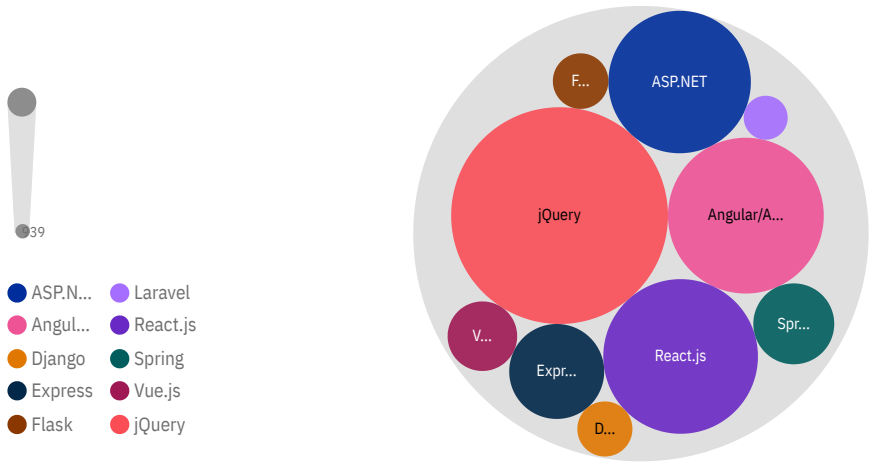 F...
ASP.NET
jQuery
Angular/A...
939
ASP.N...
Laravel
Angul...
React.js
Django
Spring
Express
Vue.js
Flask
jQuery
V...
Expr...
React.js
Spr...
D...